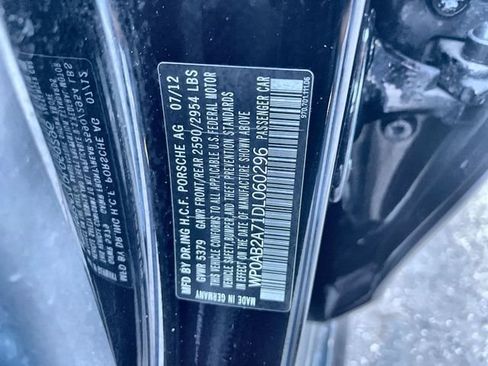 MFD BY DR.ING H.C.F. PORSCHE AG 07/12
GVWR 5379 GAWR FRONT/REAR 2590/2954 LBS
THIS VEHICLE CONFORMS TO ALL APPLICABLE U.S.FEDERAL MOTOR
VEHICLE SAFETY,BUMPER,AND THEFT PREVENTION STANDARDS
IN EFFECT ON THE DATE OF MANUFACTURE SHOWN ABOVE
WP0AB2A71DL060296 PASSENGER CAR
MADE IN GERMANY